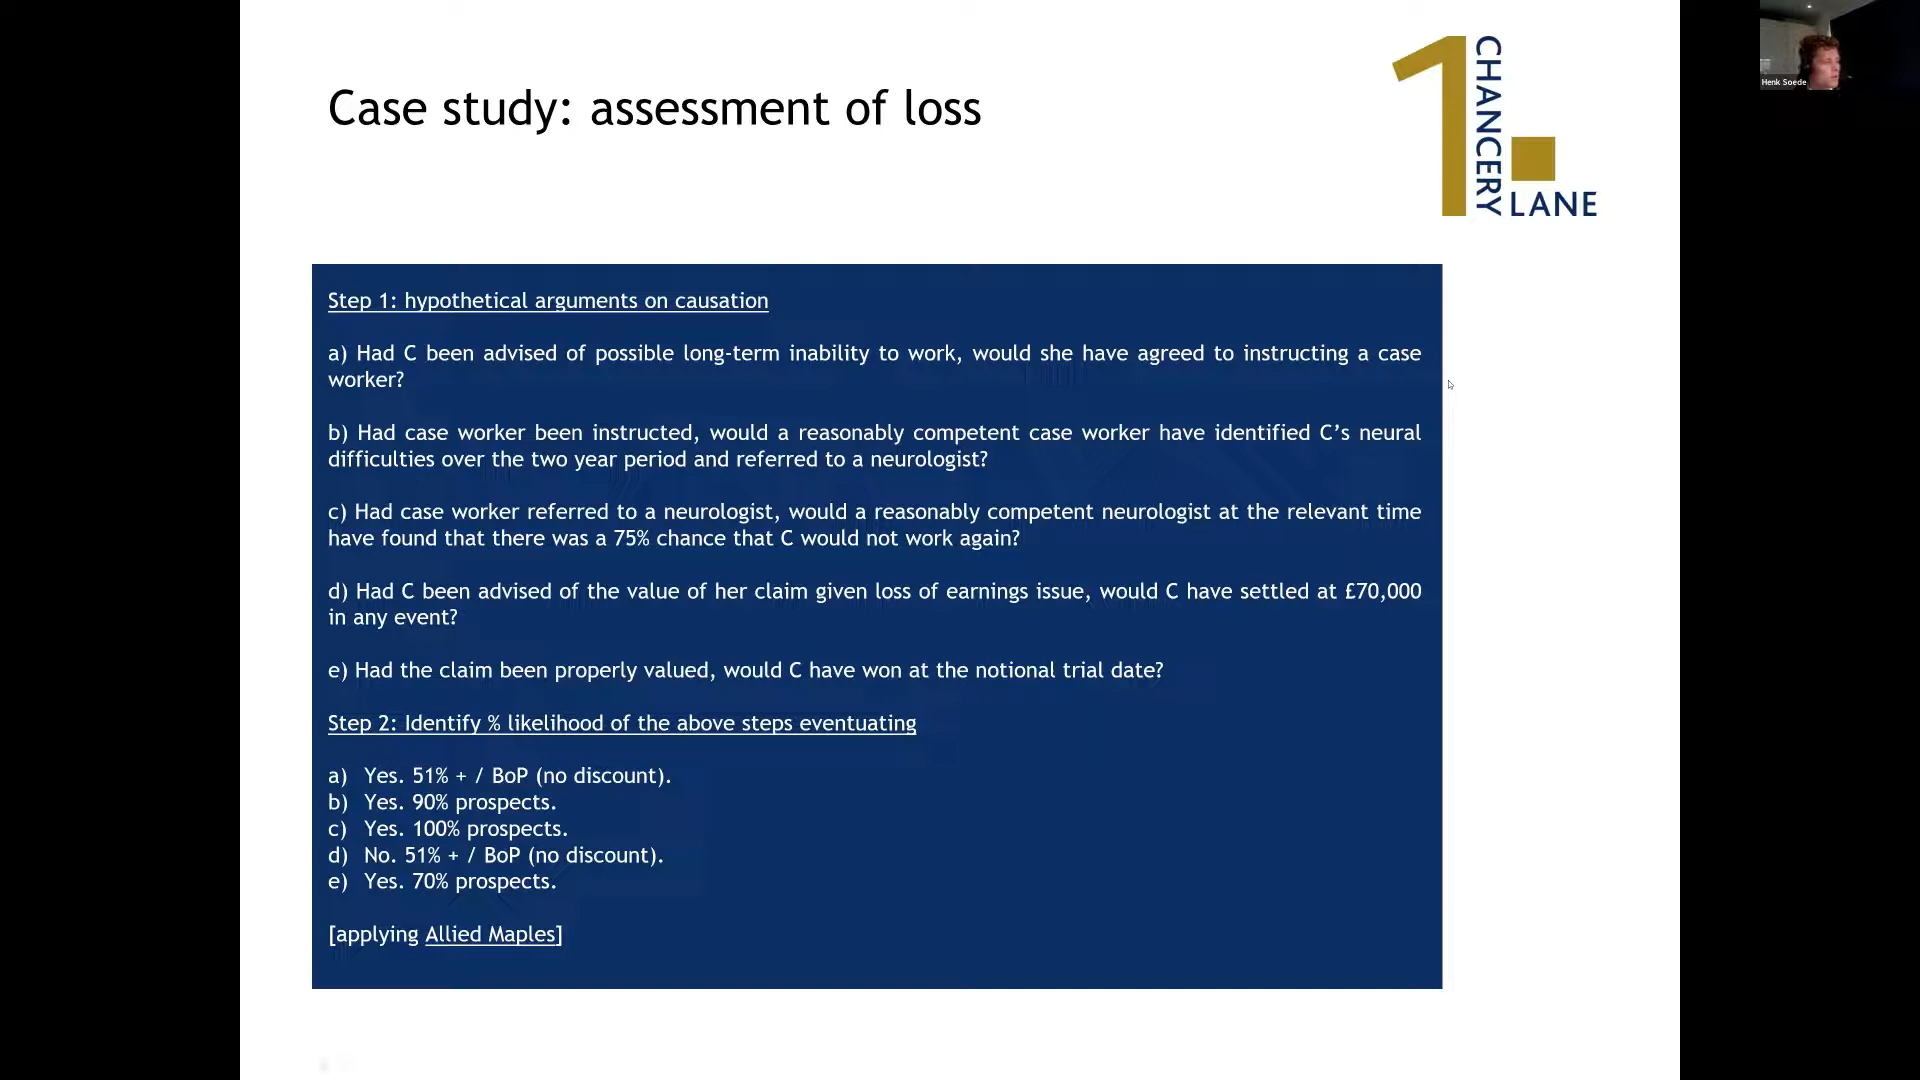 Case study: assessment of loss
1
CHANCERY
LANE
Henk Soede
Step 1: hypothetical arguments on causation
a) Had C been advised of possible long-term inability to work, would she have agreed to instructing a case
worker?
b) Had case worker been instructed, would a reasonably competent case worker have identified C’s neural
difficulties over the two year period and referred to a neurologist?
c) Had case worker referred to a neurologist, would a reasonably competent neurologist at the relevant time
have found that there was a 75% chance that C would not work again?
d) Had C been advised of the value of her claim given loss of earnings issue, would C have settled at £70,000
in any event?
e) Had the claim been properly valued, would C have won at the notional trial date?
Step 2: Identify % likelihood of the above steps eventuating
a) Yes. 51% + / BoP (no discount).
b) Yes. 90% prospects.
c) Yes. 100% prospects.
d) No. 51% + / BoP (no discount).
e) Yes. 70% prospects.
[applying Allied Maples]